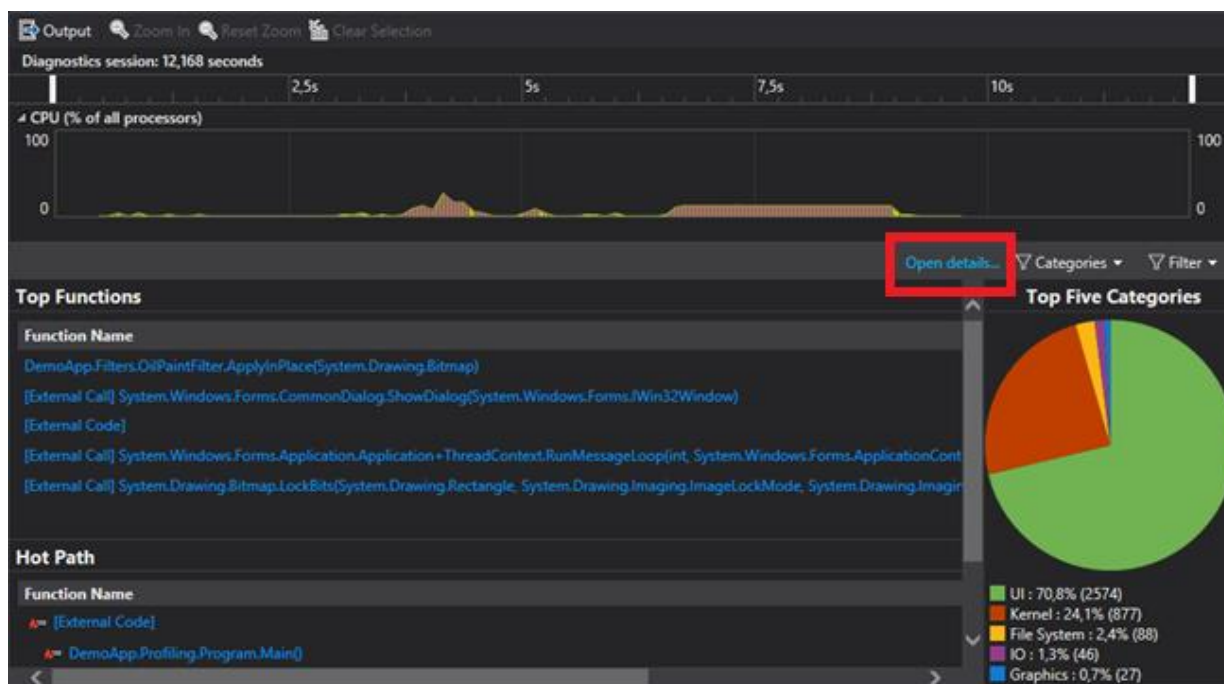 Output Zoom In Reset Zoom Clear Selection
Diagnostics session: 12,168 seconds
2,5s 5s 7,5s 10s
CPU (% of all processors)
100 100
0 0
Open details... Categories Filter
Top Functions
Function Name
DemoApp.Filters.OilPaintFilter.ApplyInPlace(System.Drawing.Bitmap)
[External Call] System.Windows.Forms.CommonDialog.ShowDialog(System.Windows.Forms.IWin32Window)
[External Code]
[External Call] System.Windows.Forms.Application.Application+ThreadContext.RunMessageLoop(int, System.Windows.Forms.ApplicationCont
[External Call] System.Drawing.Bitmap.LockBits(System.Drawing.Rectangle, System.Drawing.Imaging.ImageLockMode, System.Drawing.Imagin
Hot Path
Function Name
[External Code]
DemoApp.Profiling.Program.Main()
Top Five Categories
UI : 70,8% (2574)
Kernel : 24,1% (877)
File System : 2,4% (88)
IO : 1,3% (46)
Graphics : 0,7% (27)